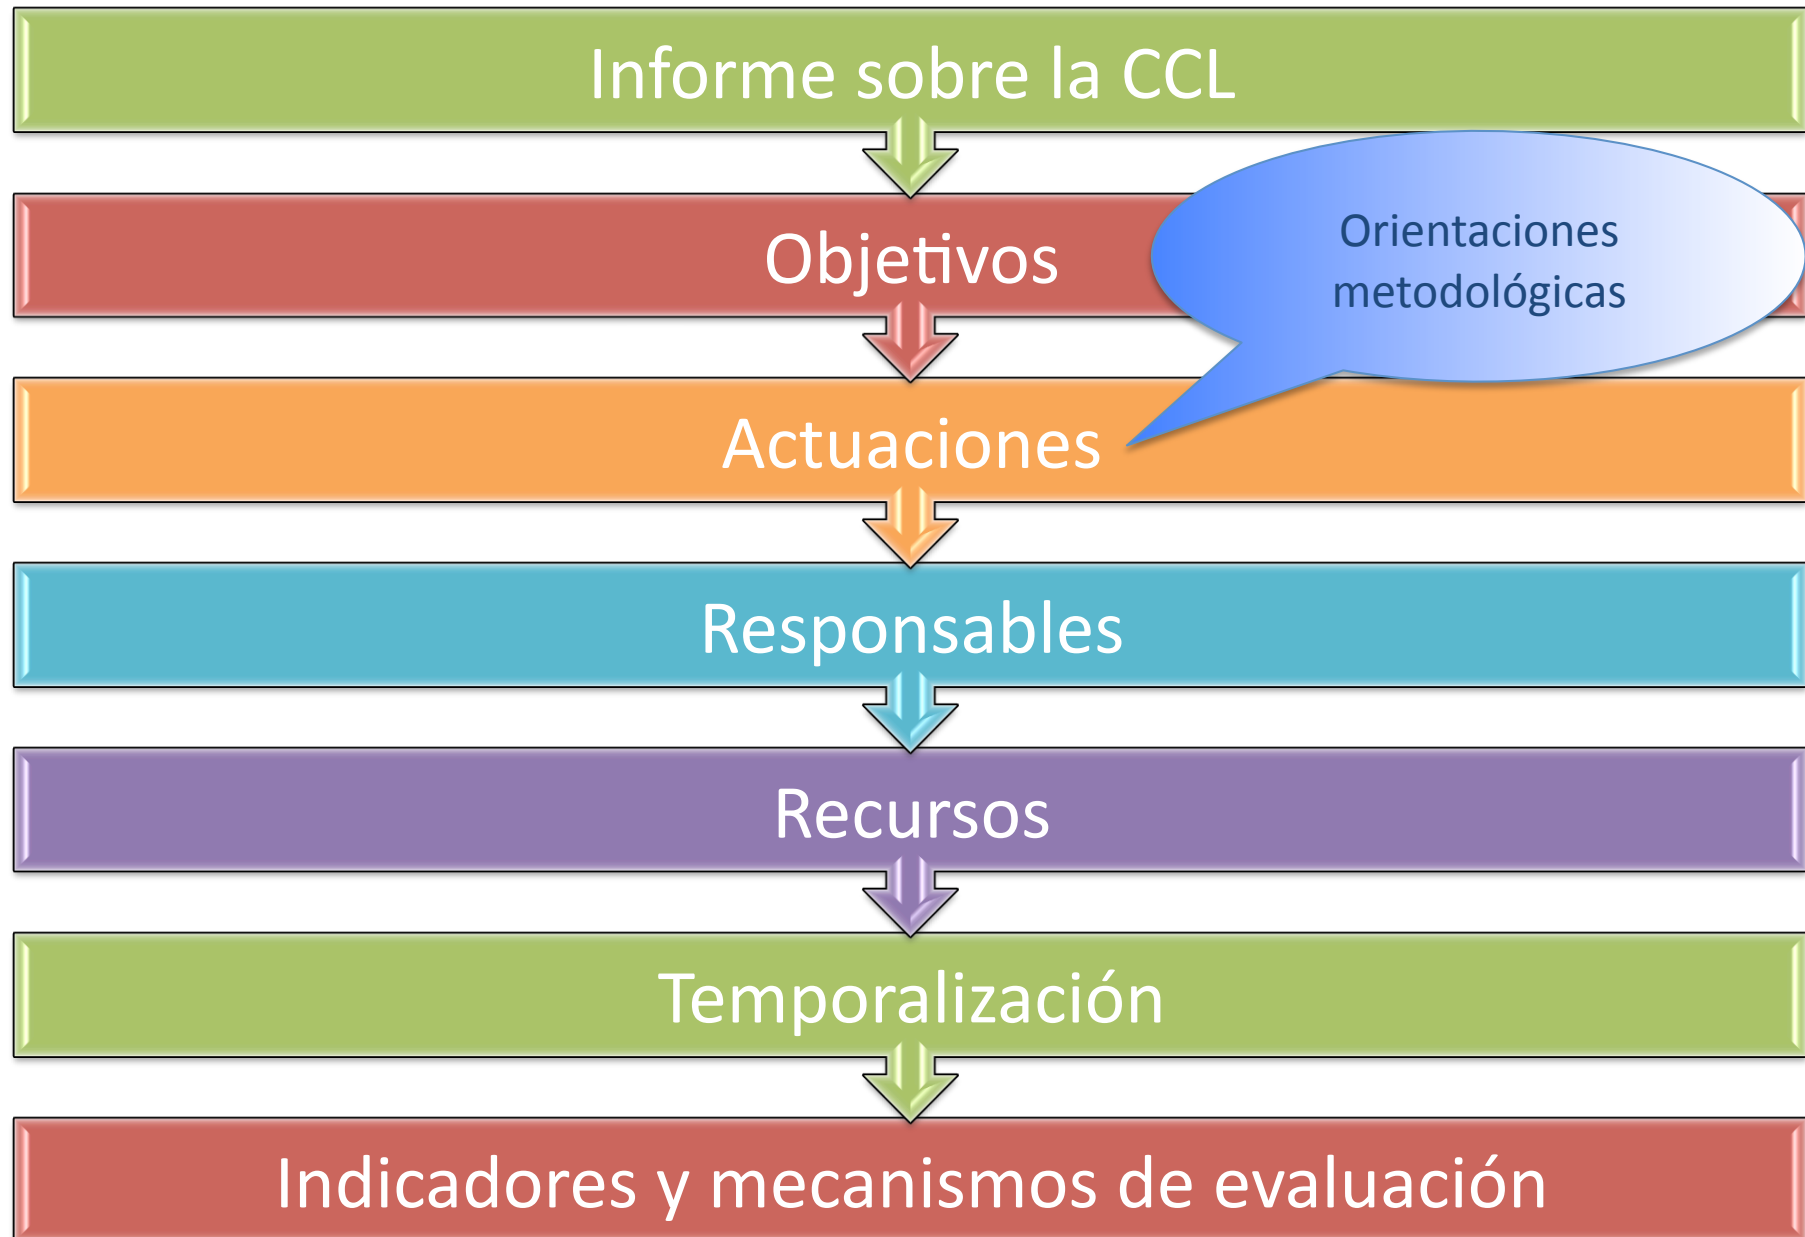 Informe sobre la CCL
Objetivos
Orientaciones
metodológicas
Actuaciones
Responsables
Recursos
Temporalización
Indicadores y mecanismos de evaluación